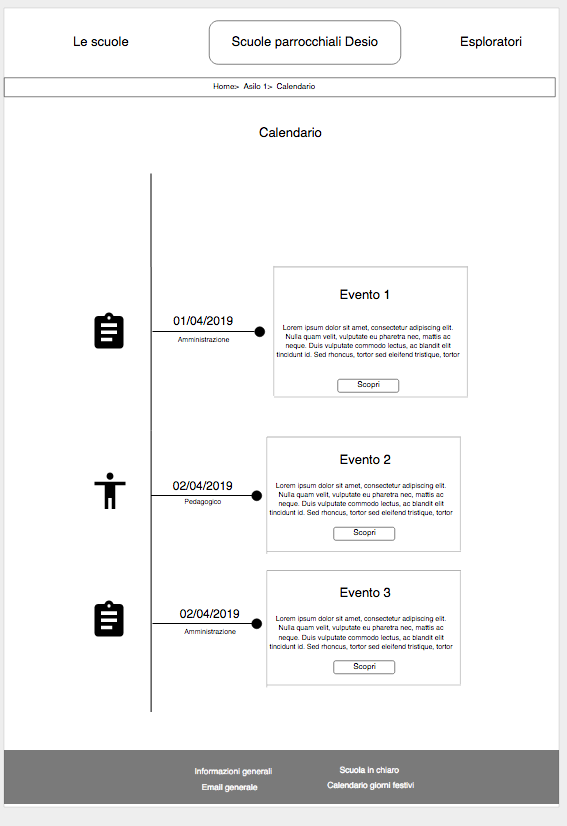 Le scuole
Scuole parrocchiali Desio
Esploratori
Home> Asilo 1> Calendario
Calendario
01/04/2019
Amministrazione
Evento 1
Lorem ipsum dolor sit amet, consectetur adipiscing elit.
Nulla quam velit, vulputate eu pharetra nec, mattis ac
neque. Duis vulputate commodo lectus, ac blandit elit
tincidunt id. Sed rhoncus, tortor sed eleifend tristique, tortor
Scopri
02/04/2019
Pedagogico
Evento 2
Lorem ipsum dolor sit amet, consectetur adipiscing elit.
Nulla quam velit, vulputate eu pharetra nec, mattis ac
neque. Duis vulputate commodo lectus, ac blandit elit
tincidunt id. Sed rhoncus, tortor sed eleifend tristique, tortor
Scopri
02/04/2019
Amministrazione
Evento 3
Lorem ipsum dolor sit amet, consectetur adipiscing elit.
Nulla quam velit, vulputate eu pharetra nec, mattis ac
neque. Duis vulputate commodo lectus, ac blandit elit
tincidunt id. Sed rhoncus, tortor sed eleifend tristique, tortor
Scopri
Informazioni generali
Email generale
Scuola in chiaro
Calendario giorni festivi